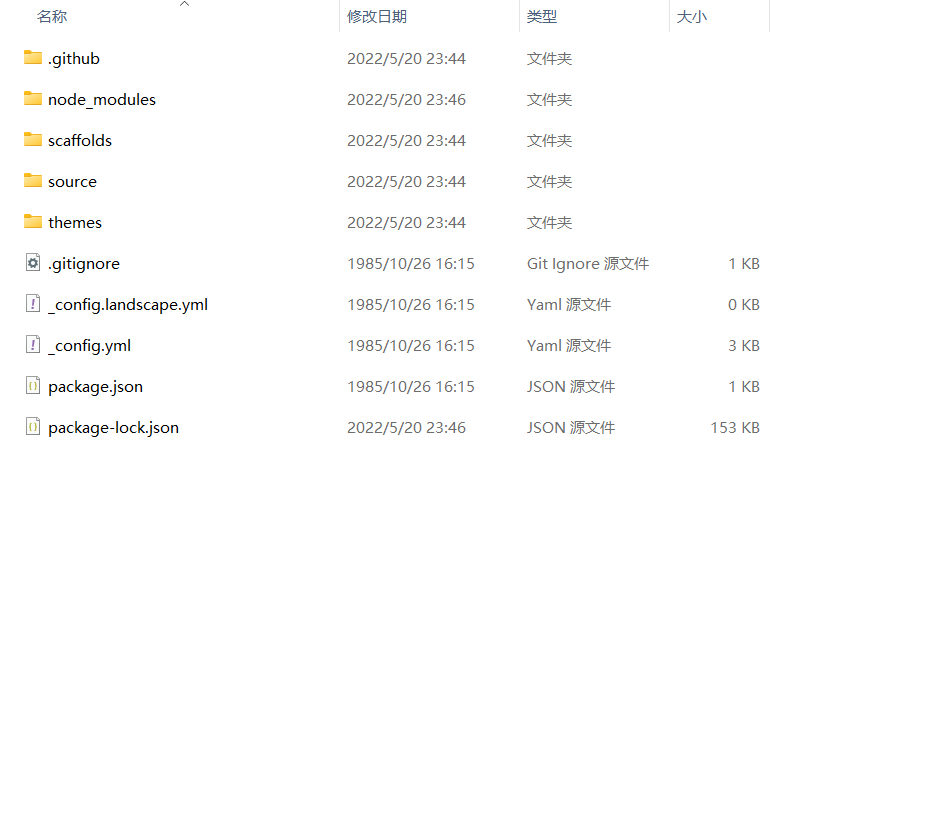 名称 修改日期 类型 大小
.github 2022/5/20 23:44 文件夹
node_modules 2022/5/20 23:46 文件夹
scaffolds 2022/5/20 23:44 文件夹
source 2022/5/20 23:44 文件夹
themes 2022/5/20 23:44 文件夹
.gitignore 1985/10/26 16:15 Git Ignore 源文件 1 KB
_config.landscape.yml 1985/10/26 16:15 Yaml 源文件 0 KB
_config.yml 1985/10/26 16:15 Yaml 源文件 3 KB
package.json 1985/10/26 16:15 JSON 源文件 1 KB
package-lock.json 2022/5/20 23:46 JSON 源文件 153 KB